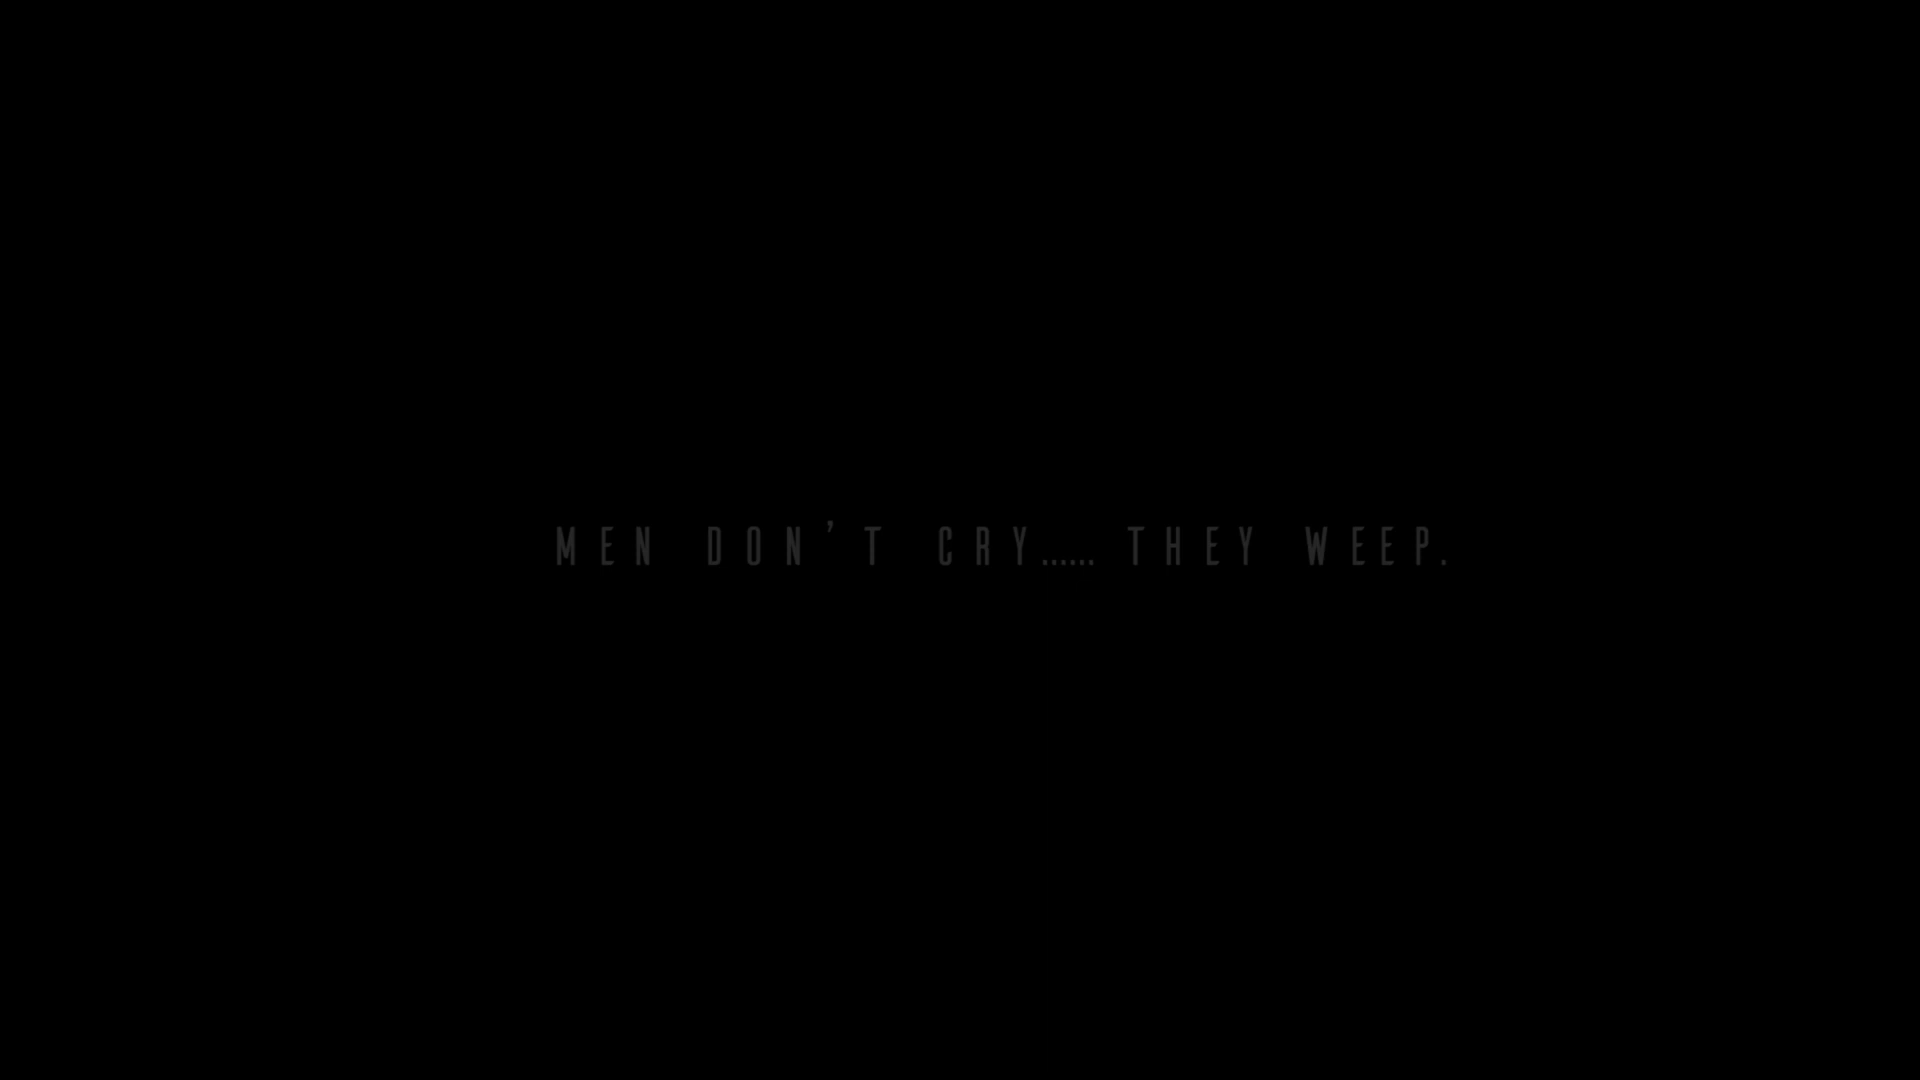 MEN DON’T CRY...... THEY WEEP.